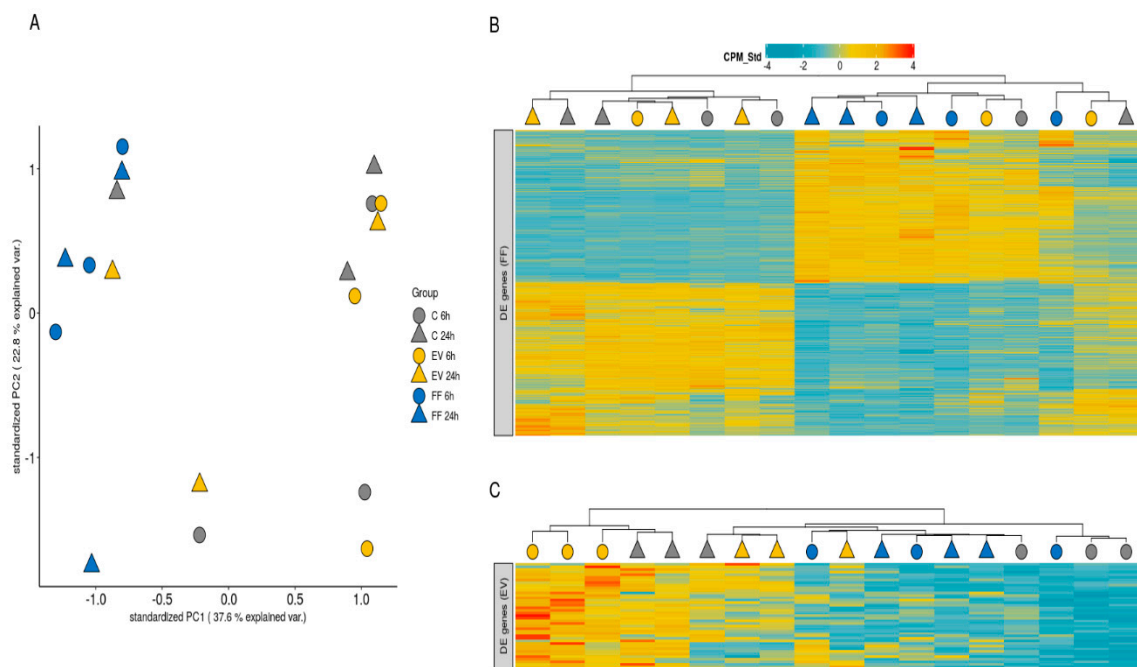 A
B
CPM_Std
-4 -2 0 2 4
DE genes (FF)
1
0
-1
standardized PC2 ( 22.8 % explained var.)
Group
C 6h
C 24h
EV 6h
EV 24h
FF 6h
FF 24h
-1.0 -0.5 0.0 0.5 1.0
standardized PC1 ( 37.6 % explained var.)
C
DE genes (EV)